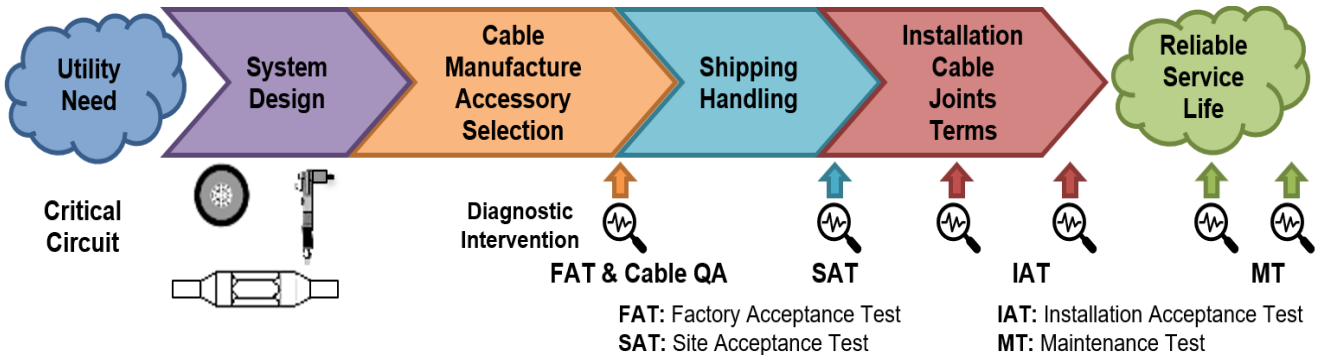 Utility
Need
System
Design
Cable
Manufacture
Accessory
Selection
Shipping
Handling
Installation
Cable
Joints
Terms
Reliable
Service
Life
Critical
Circuit
Diagnostic
Intervention
FAT & Cable QA
SAT
IAT
MT
FAT: Factory Acceptance Test
SAT: Site Acceptance Test
IAT: Installation Acceptance Test
MT: Maintenance Test